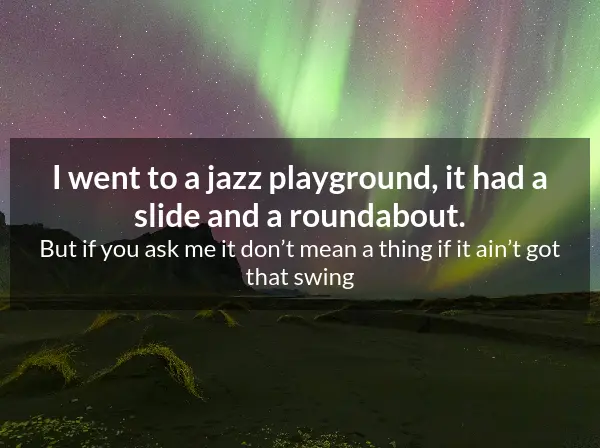 I went to a jazz playground, it had a
slide and a roundabout.
But if you ask me it don’t mean a thing if it ain’t got
that swing